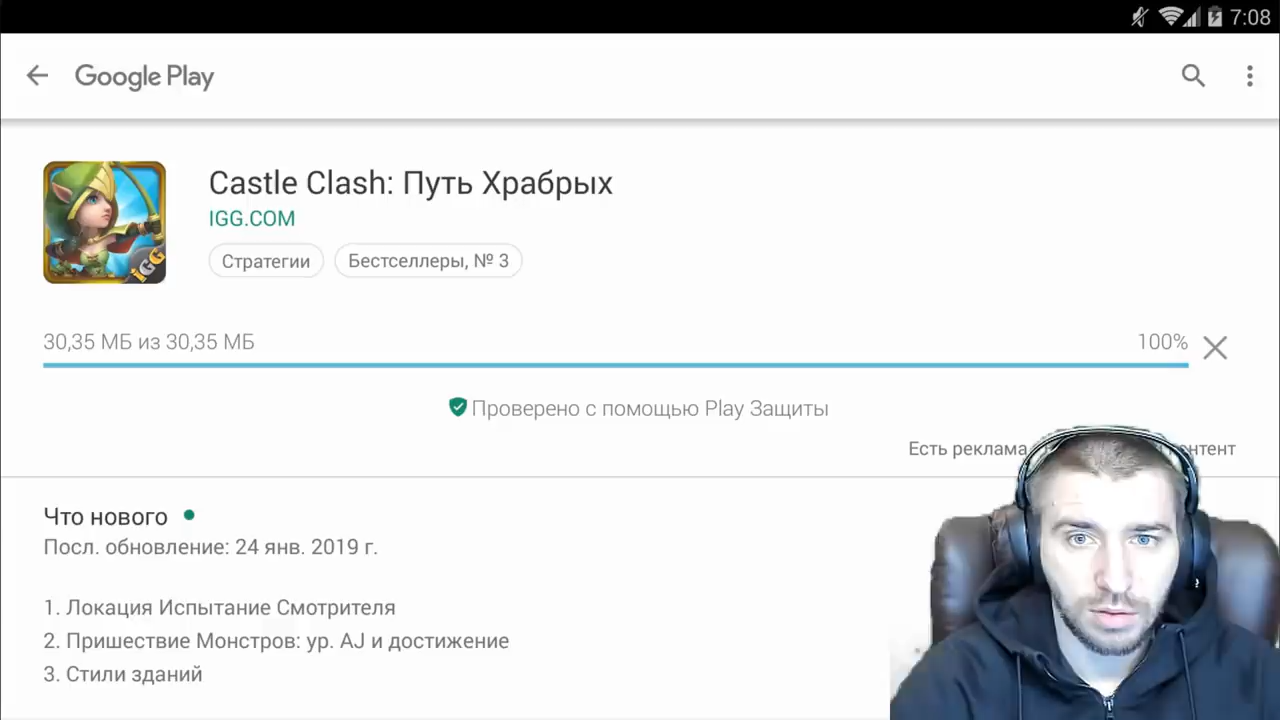 7:08
Google Play
Castle Clash: Путь Храбрых
IGG.COM
Стратегии
Бестселлеры, № 3
IGG
30,35 МБ из 30,35 МБ
100%
Проверено с помощью Play Защиты
Есть реклама
Что нового
Посл. обновление: 24 янв. 2019 г.
1. Локация Испытание Смотрителя
2. Пришествие Монстров: ур. AJ и достижение
3. Стили зданий